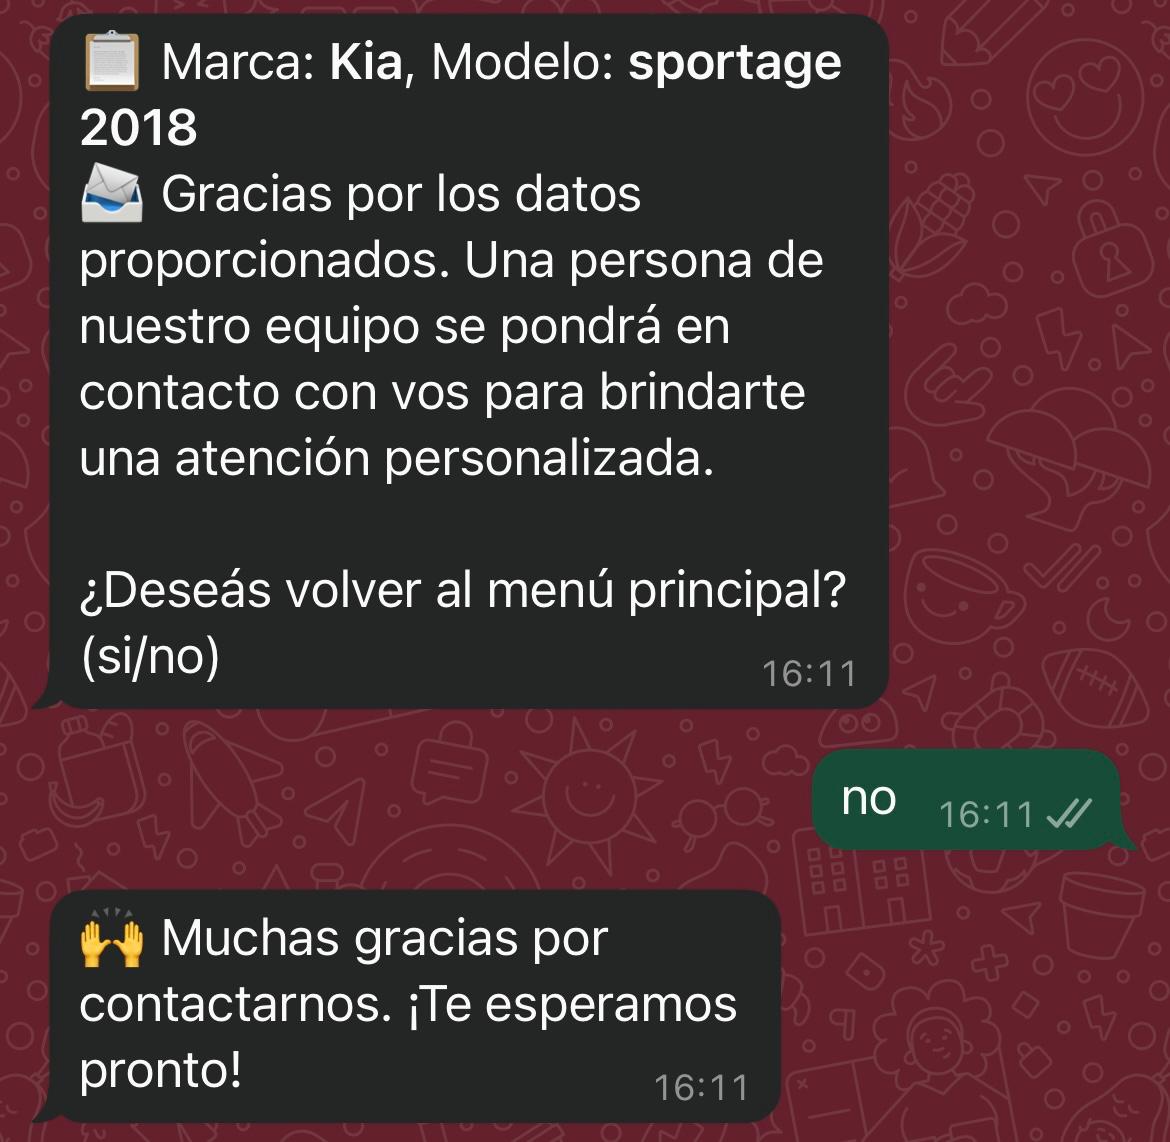 📋 Marca: Kia, Modelo: sportage
2018
📨 Gracias por los datos
proporcionados. Una persona de
nuestro equipo se pondrá en
contacto con vos para brindarte
una atención personalizada.
¿Deseás volver al menú principal?
(si/no)
16:11
no
16:11
🙌 Muchas gracias por
contactarnos. ¡Te esperamos
pronto!
16:11